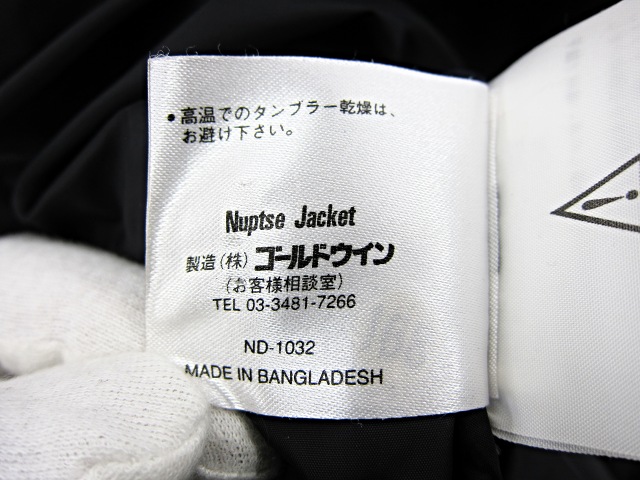 •高温でのタンブラー乾燥は、
お避け下さい。
Nuptse Jacket
製造(株)ゴールドウイン
(お客様相談室)
TEL 03-3481-7266
ND-1032
MADE IN BANGLADESH